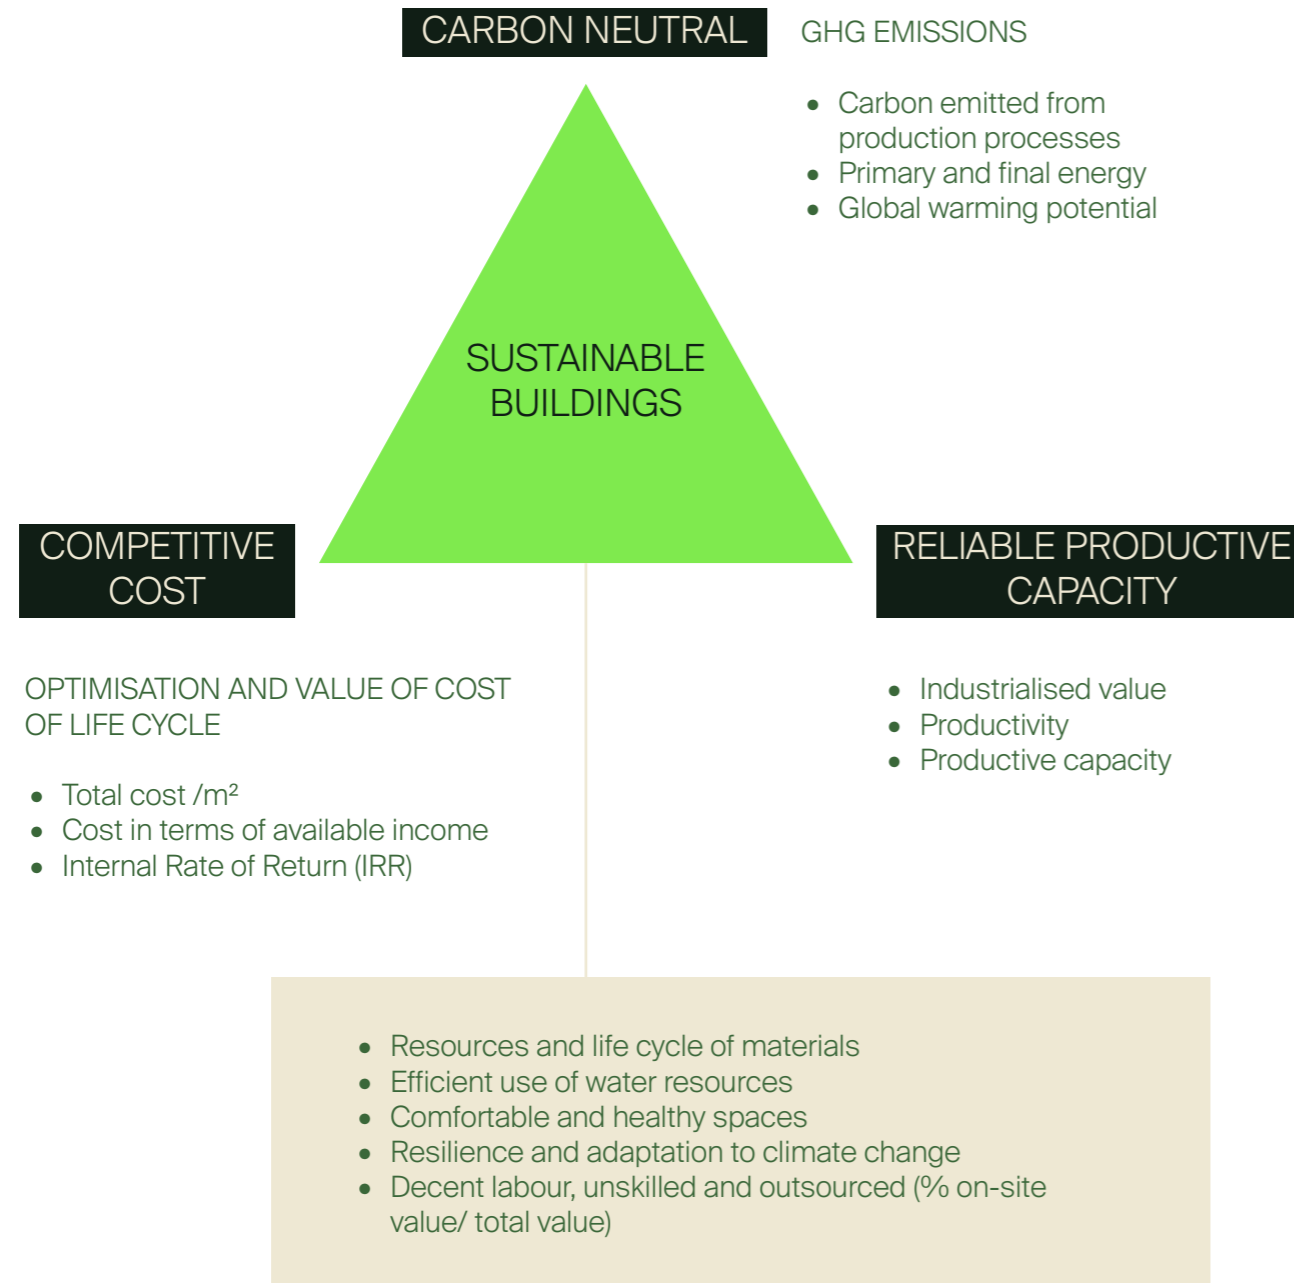 CARBON NEUTRAL
GHG EMISSIONS
• Carbon emitted from
production processes
• Primary and final energy
• Global warming potential
SUSTAINABLE
BUILDINGS
COMPETITIVE
COST
RELIABLE PRODUCTIVE
CAPACITY
OPTIMISATION AND VALUE OF COST
OF LIFE CYCLE
• Total cost /m²
• Cost in terms of available income
• Internal Rate of Return (IRR)
• Industrialised value
• Productivity
• Productive capacity
• Resources and life cycle of materials
• Efficient use of water resources
• Comfortable and healthy spaces
• Resilience and adaptation to climate change
• Decent labour, unskilled and outsourced (% on-site
value/ total value)